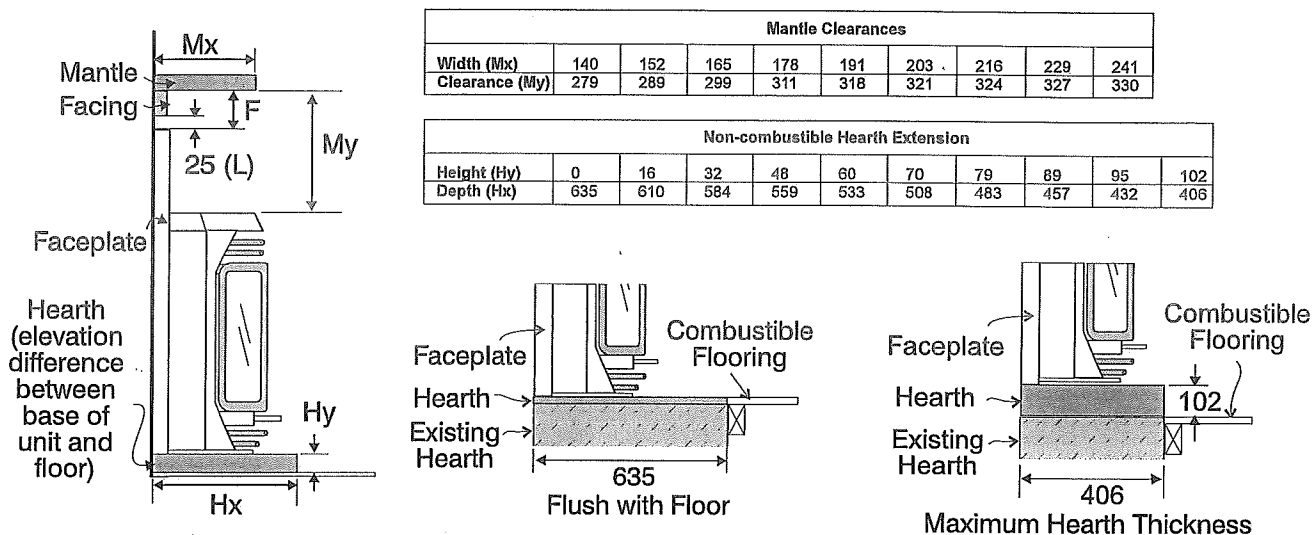 Mx
Mantle
Facing
F
My
25 (L)
Faceplate
Hearth
(elevation
difference
between
base of
unit and
floor)
Hy
Hx
Mantle Clearances
Width (Mx) 140 152 165 178 191 203 216 229 241
Clearance (My) 279 289 299 311 318 321 324 327 330
Non-combustible Hearth Extension
Height (Hy) 0 16 32 48 60 70 79 89 95 102
Depth (Hx) 635 610 584 559 533 508 483 457 432 406
Combustible
Flooring
Faceplate
Hearth
Existing
Hearth
635
Flush with Floor
Combustible
Flooring
Faceplate
Hearth
102
Existing
Hearth
406
Maximum Hearth Thickness